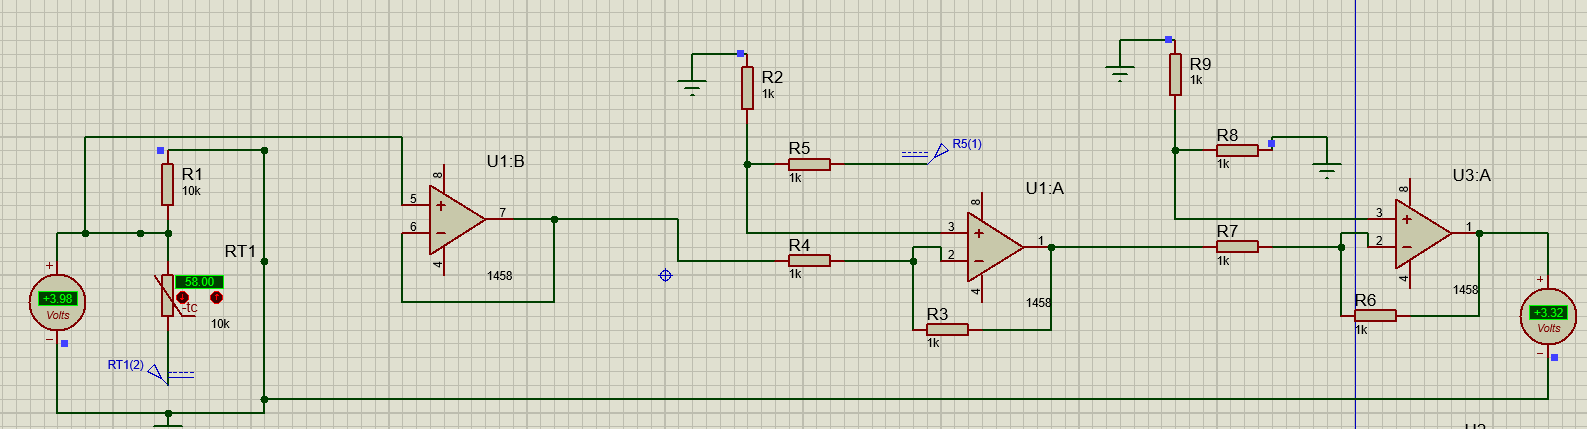 R1
10k
RT1
58.00
-tc
10k
+
+3.98
Volts
−
RT1(2)
U1:B
8
5
+
7
6
−
4
1458
R2
1k
R5
1k
R5(1)
R4
1k
U1:A
8
3
+
1
2
−
4
1458
R3
1k
R9
1k
R8
1k
R7
1k
U3:A
8
3
+
1
2
−
4
1458
R6
1k
+
+3.32
Volts
−